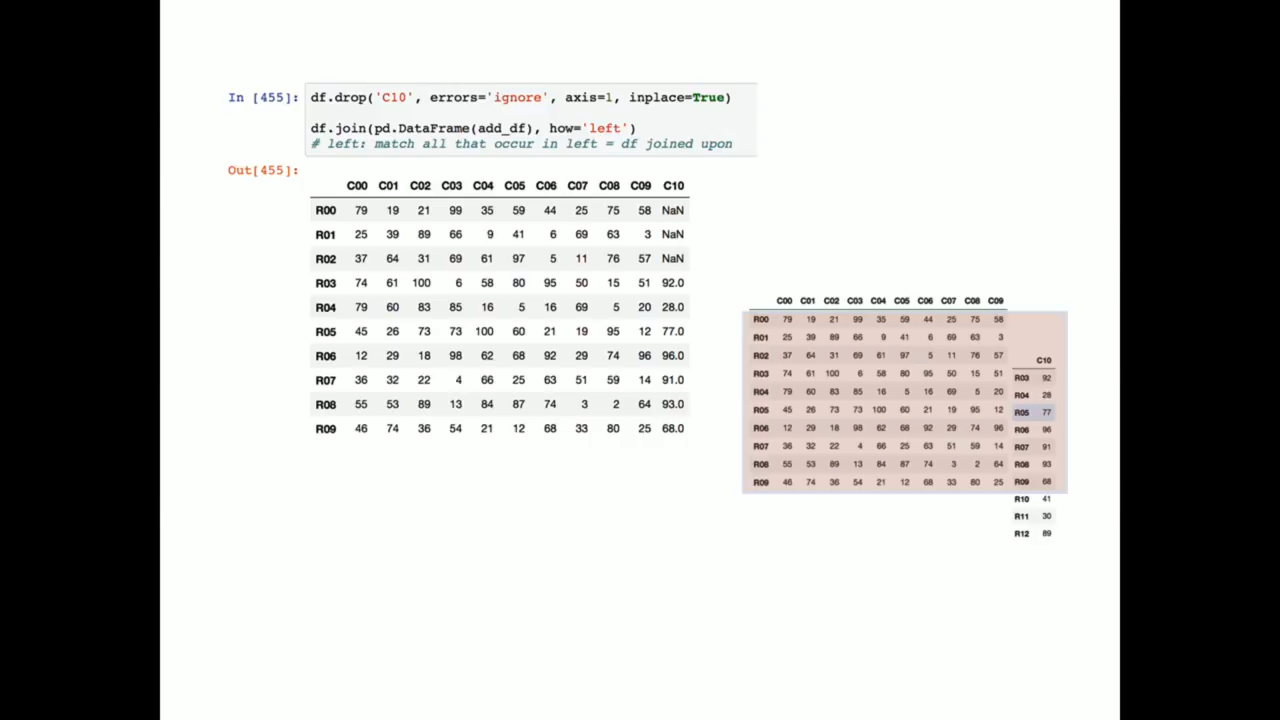 In [455]: df.drop('C10', errors='ignore', axis=1, inplace=True)
df.join(pd.DataFrame(add_df), how='left')
# left: match all that occur in left = df joined upon
Out[455]:
C00 C01 C02 C03 C04 C05 C06 C07 C08 C09 C10
R00 79 19 21 99 35 59 44 25 75 58 NaN
R01 25 39 89 66 9 41 6 69 63 3 NaN
R02 37 64 31 69 61 97 5 11 76 57 NaN
R03 74 61 100 6 58 80 95 50 15 51 92.0
R04 79 60 83 85 16 5 16 69 5 20 28.0
R05 45 26 73 73 100 60 21 19 95 12 77.0
R06 12 29 18 98 62 68 92 29 74 96 96.0
R07 36 32 22 4 66 25 63 51 59 14 91.0
R08 55 53 89 13 84 87 74 3 2 64 93.0
R09 46 74 36 54 21 12 68 33 80 25 68.0
C00 C01 C02 C03 C04 C05 C06 C07 C08 C09
R00 79 19 21 99 35 59 44 25 75 58
R01 25 39 89 66 9 41 6 69 63 3
R02 37 64 31 69 61 97 5 11 76 57
R03 74 61 100 6 58 80 95 50 15 51
R04 79 60 83 85 16 5 16 69 5 20
R05 45 26 73 73 100 60 21 19 95 12
R06 12 29 18 98 62 68 92 29 74 96
R07 36 32 22 4 66 25 63 51 59 14
R08 55 53 89 13 84 87 74 3 2 64
R09 46 74 36 54 21 12 68 33 80 25
C10
R03 92
R04 28
R05 77
R06 96
R07 91
R08 93
R09 68
R10 41
R11 30
R12 89